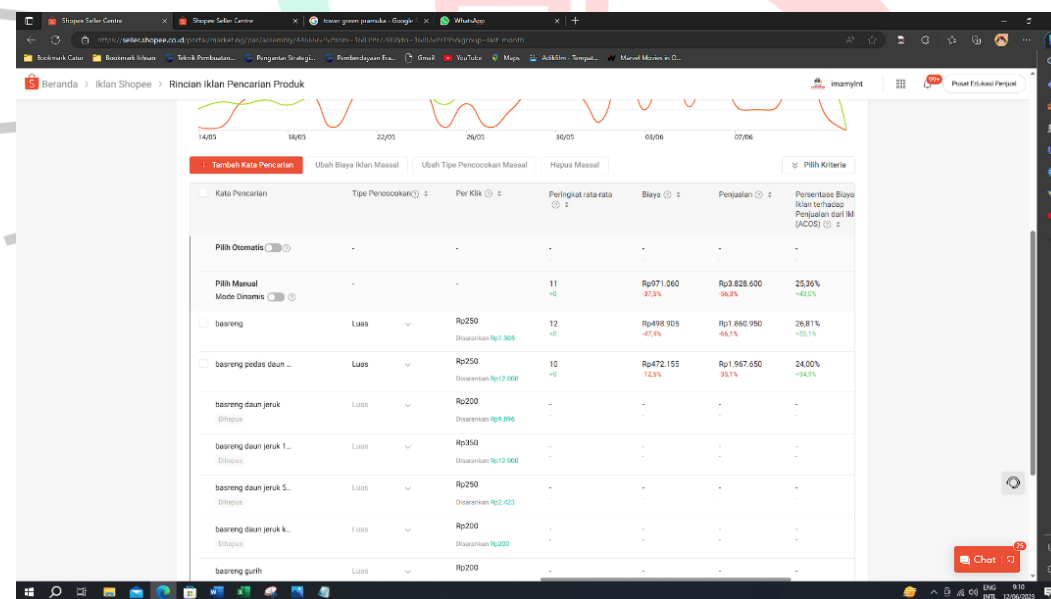 Shopee Seller Centre
Shopee Seller Centre
tower green pramuka - Google
WhatsApp
Bookmark Catur
Bookmark Ichsan
Teknik Pembuatan...
Pengantar Strategi...
Pemberdayaan Era...
Gmail
YouTube
Maps
Adikfilm - Tempat...
Marvel Movies in O...
Beranda > Iklan Shopee > Rincian Iklan Pencarian Produk
imamylnt
99+
Pusat Edukasi Penjual
14/05 18/05 22/05 26/05 30/05 03/06 07/06
+ Tambah Kata Pencarian
Ubah Biaya Iklan Massal
Ubah Tipe Pencocokan Massal
Hapus Massal
Pilih Kriteria
Kata Pencarian
Tipe Pencocokan
Per Klik
Peringkat rata-rata
Biaya
Penjualan
Persentase Biaya
Iklan terhadap
Penjualan dari Ikl
(ACOS)
Pilih Otomatis - - - - - -
Pilih Manual - - 11 Rp971.060 Rp3.828.600 25,36%
Mode Dinamis +0 -37,5% -56,3% +43,0%
basreng Luas Rp250 12 Rp498.905 Rp1.860.950 26,81%
Disarankan Rp1.305 +0 -47,4% -66,1% +55,1%
basreng pedas daun ... Luas Rp250 10 Rp472.155 Rp1.967.650 24,00%
Disarankan Rp12.000 +0 -12,5% -35,1% +34,9%
basreng daun jeruk Luas Rp200 - - - -
Dihapus Disarankan Rp9.896
basreng daun jeruk 1... Luas Rp350 - - - -
Dihapus Disarankan Rp12.000
basreng daun jeruk 5... Luas Rp250 - - - -
Dihapus Disarankan Rp2.423
basreng daun jeruk k... Luas Rp200 - - - -
Dihapus Disarankan Rp200
basreng gurih Luas Rp200 - - - -
Chat
25
ENG
INTL
9:10
12/06/2023